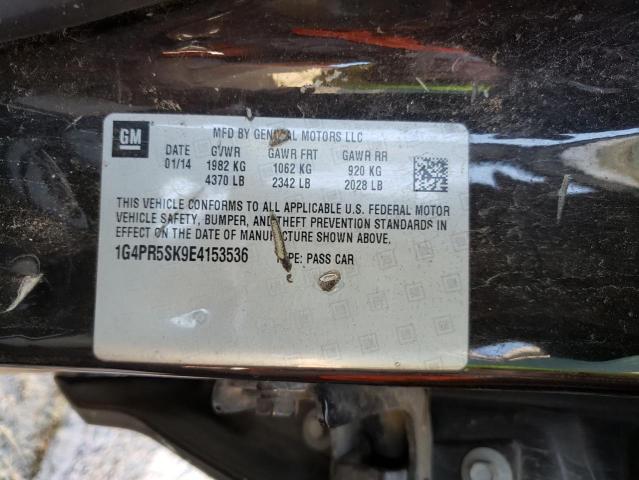 GM
MFD BY GENERAL MOTORS LLC
DATE GVWR GAWR FRT GAWR RR
01/14 1982 KG 1062 KG 920 KG
4370 LB 2342 LB 2028 LB
THIS VEHICLE CONFORMS TO ALL APPLICABLE U.S. FEDERAL MOTOR
VEHICLE SAFETY, BUMPER, AND THEFT PREVENTION STANDARDS IN
EFFECT ON THE DATE OF MANUFACTURE SHOWN ABOVE.
1G4PR5SK9E4153536 TYPE: PASS CAR